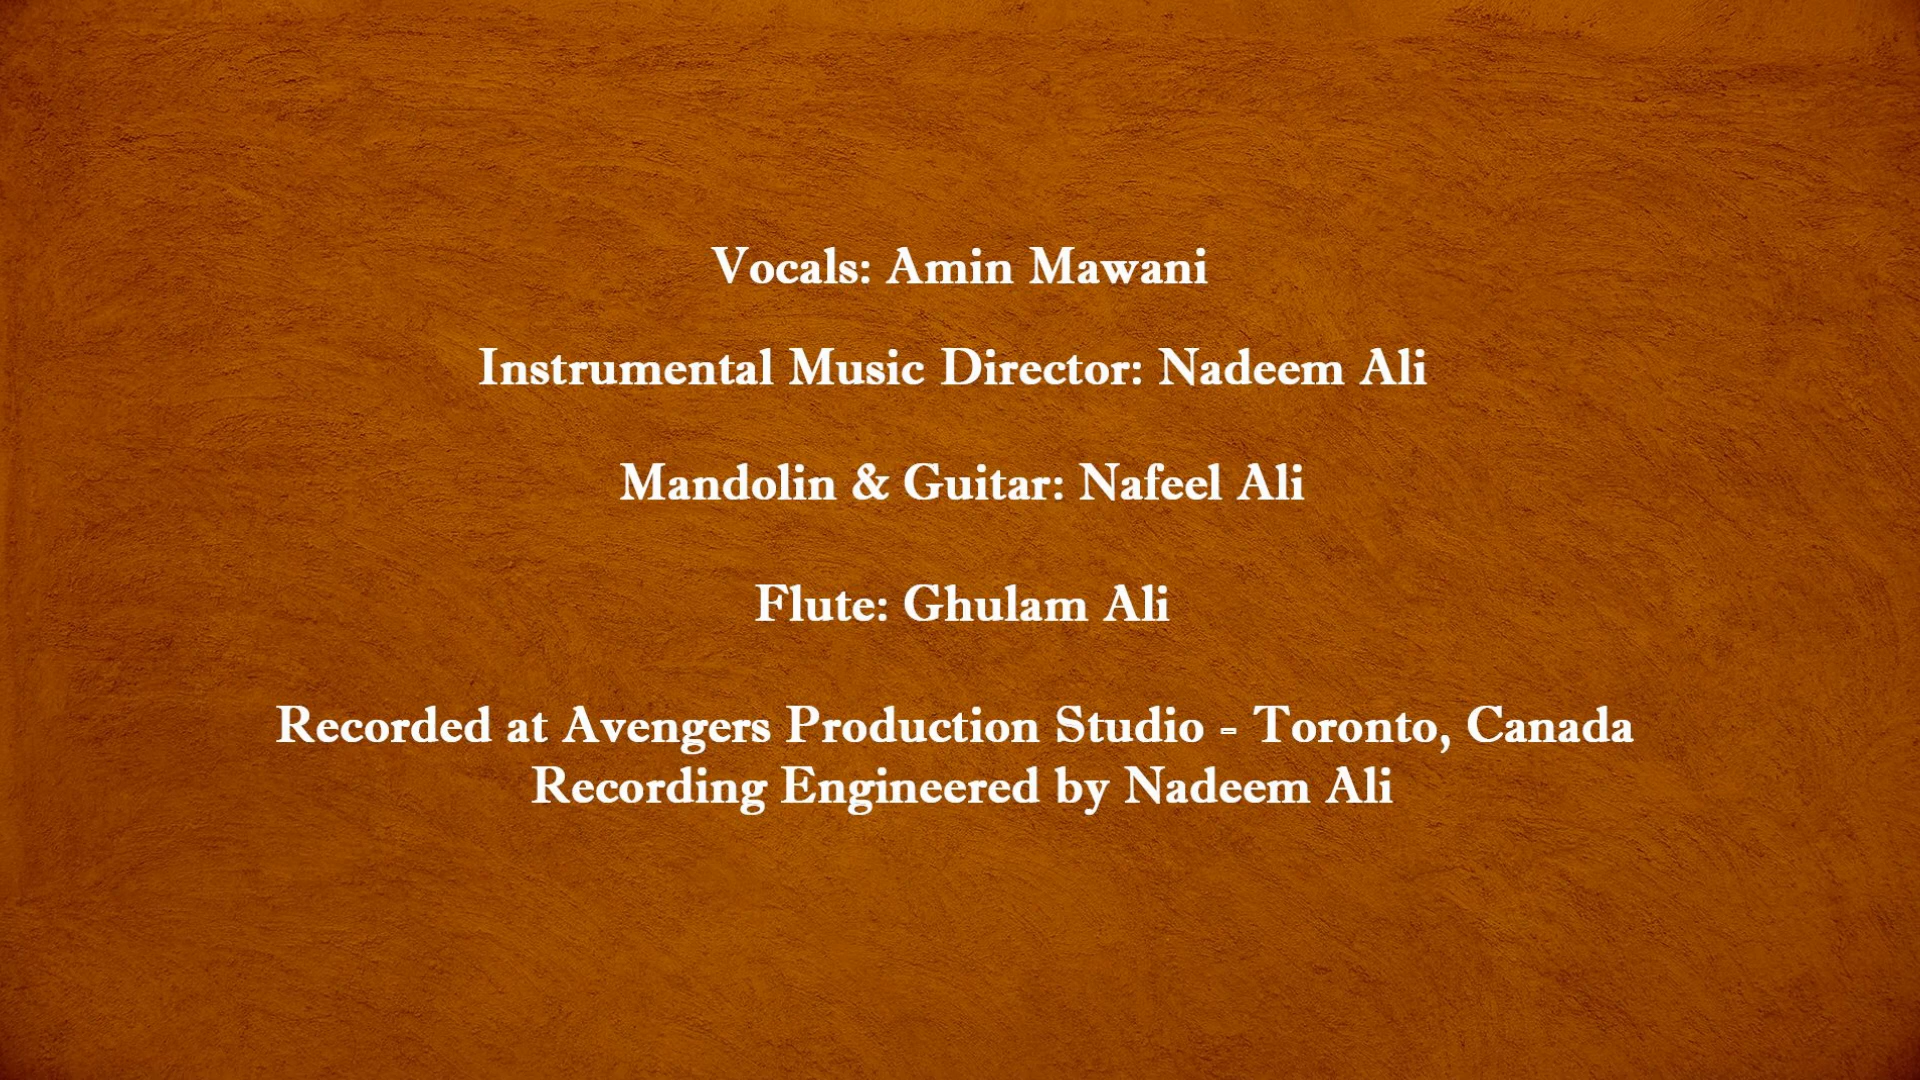 Vocals: Amin Mawani
Instrumental Music Director: Nadeem Ali
Mandolin & Guitar: Nafeel Ali
Flute: Ghulam Ali
Recorded at Avengers Production Studio - Toronto, Canada
Recording Engineered by Nadeem Ali